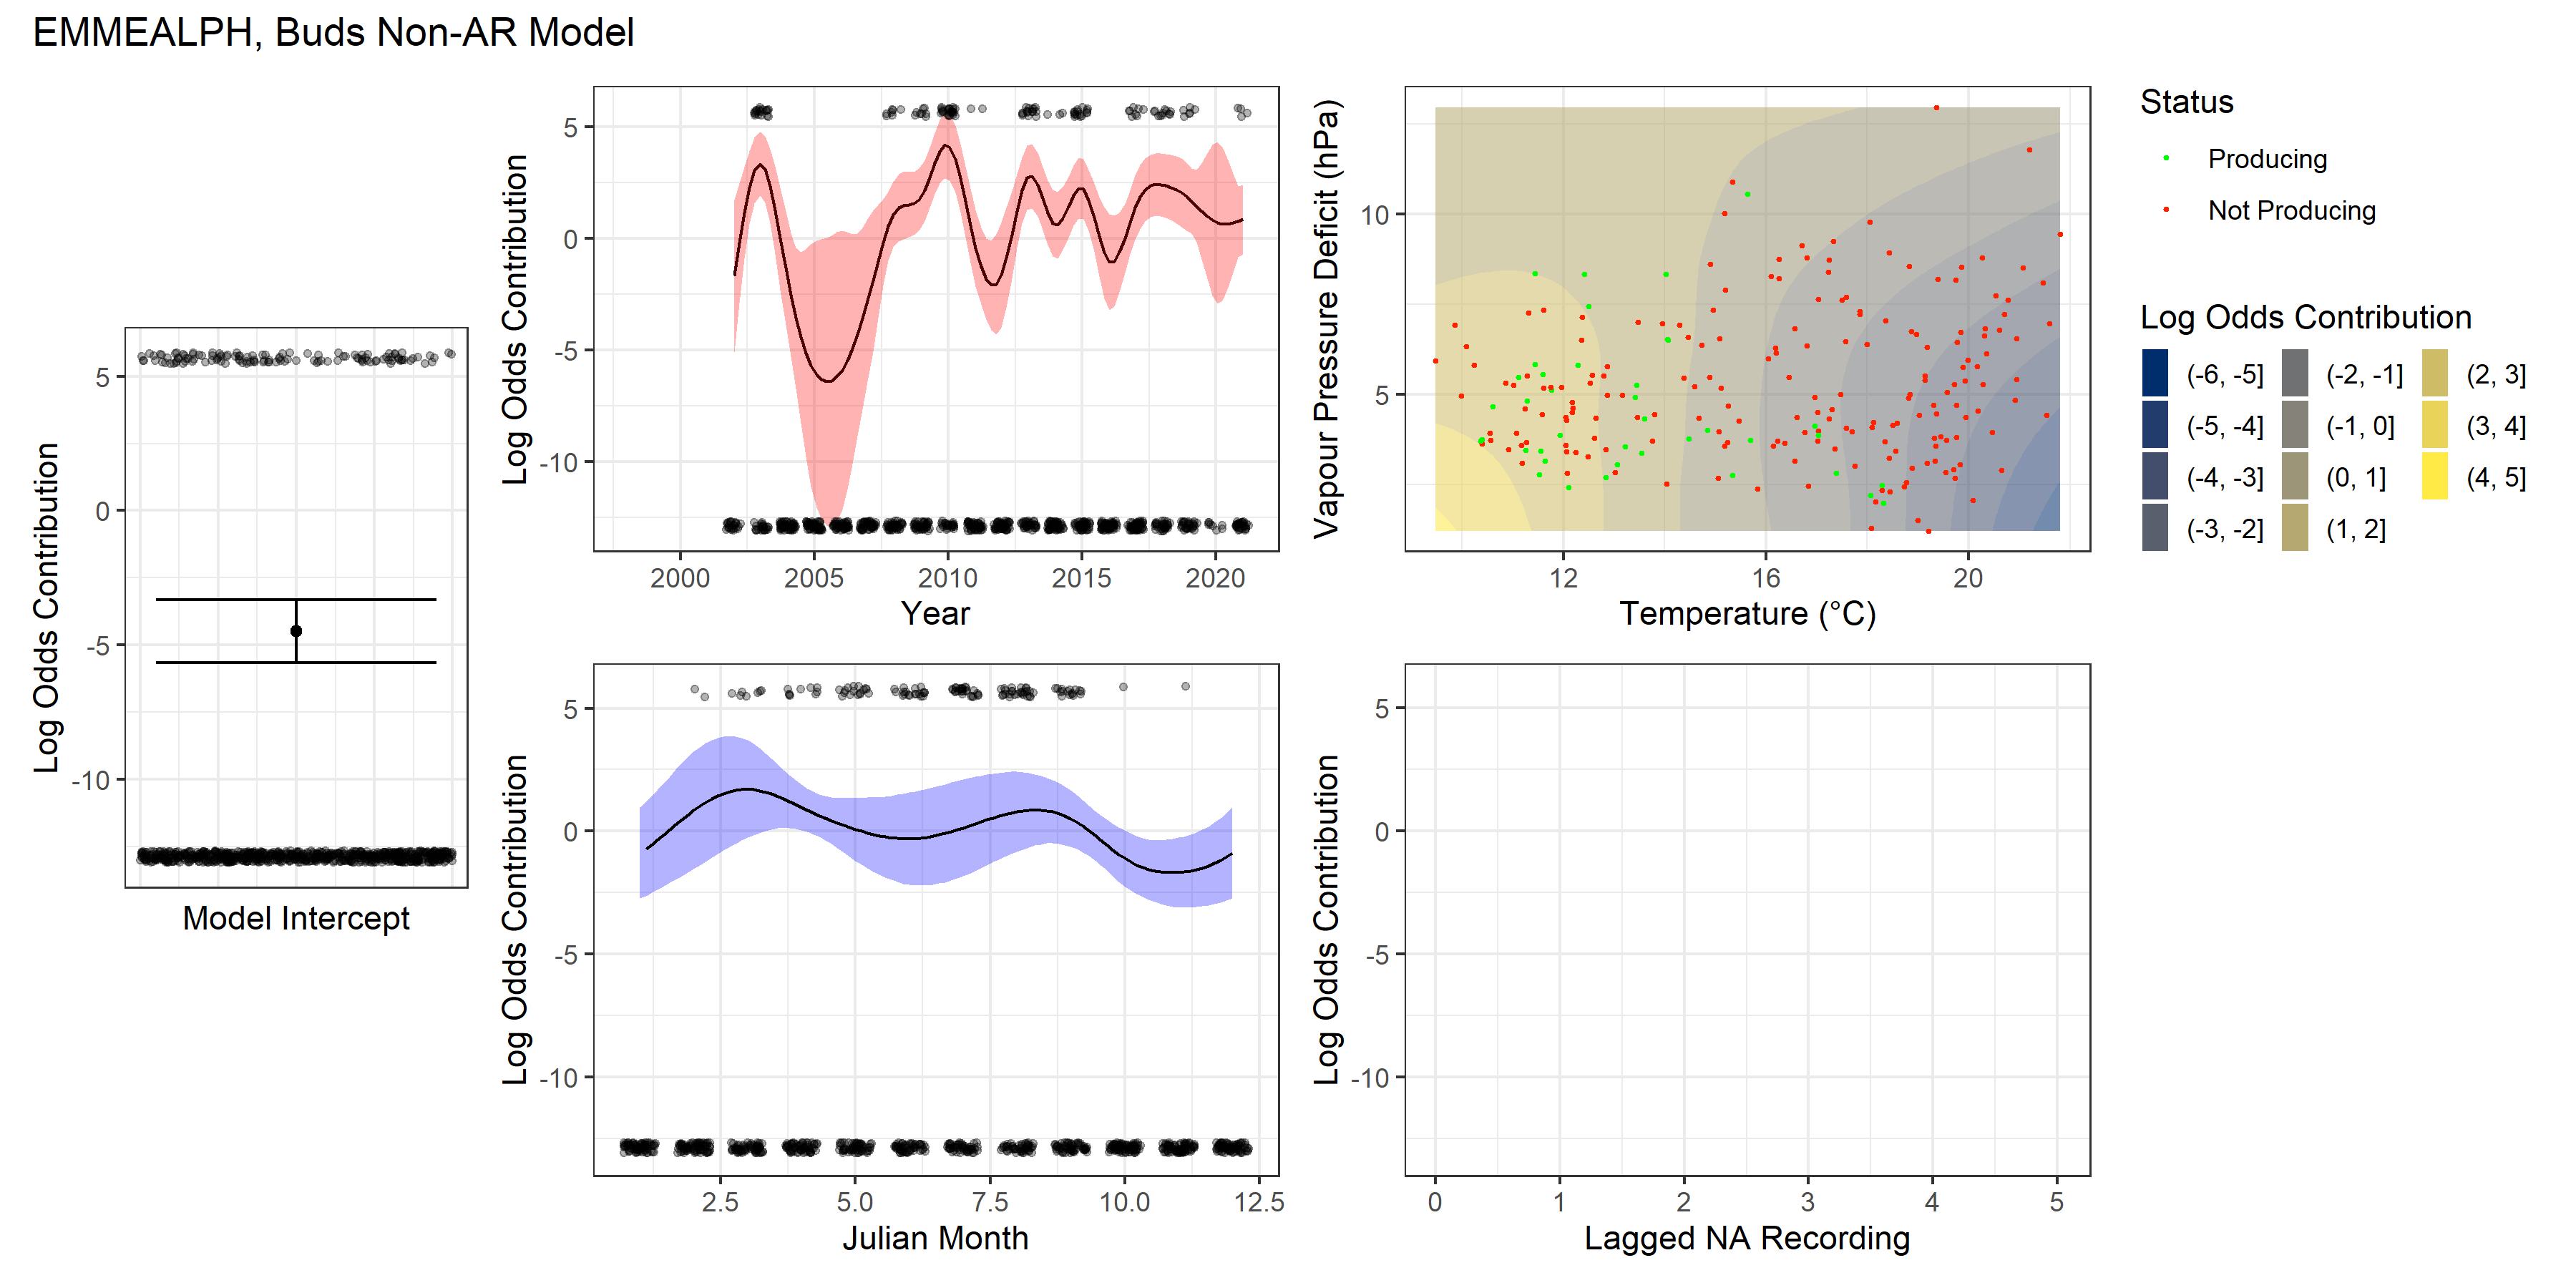 EMMEALPH, Buds Non-AR Model
Log Odds Contribution
5
0
-5
-10
Model Intercept
Log Odds Contribution
5
0
-5
-10
2000 2005 2010 2015 2020
Year
Vapour Pressure Deficit (hPa)
10
5
12 16 20
Temperature (°C)
Status
Producing
Not Producing
Log Odds Contribution
(-6, -5] (-2, -1] (2, 3]
(-5, -4] (-1, 0] (3, 4]
(-4, -3] (0, 1] (4, 5]
(-3, -2] (1, 2]
Log Odds Contribution
5
0
-5
-10
2.5 5.0 7.5 10.0 12.5
Julian Month
Log Odds Contribution
5
0
-5
-10
0 1 2 3 4 5
Lagged NA Recording